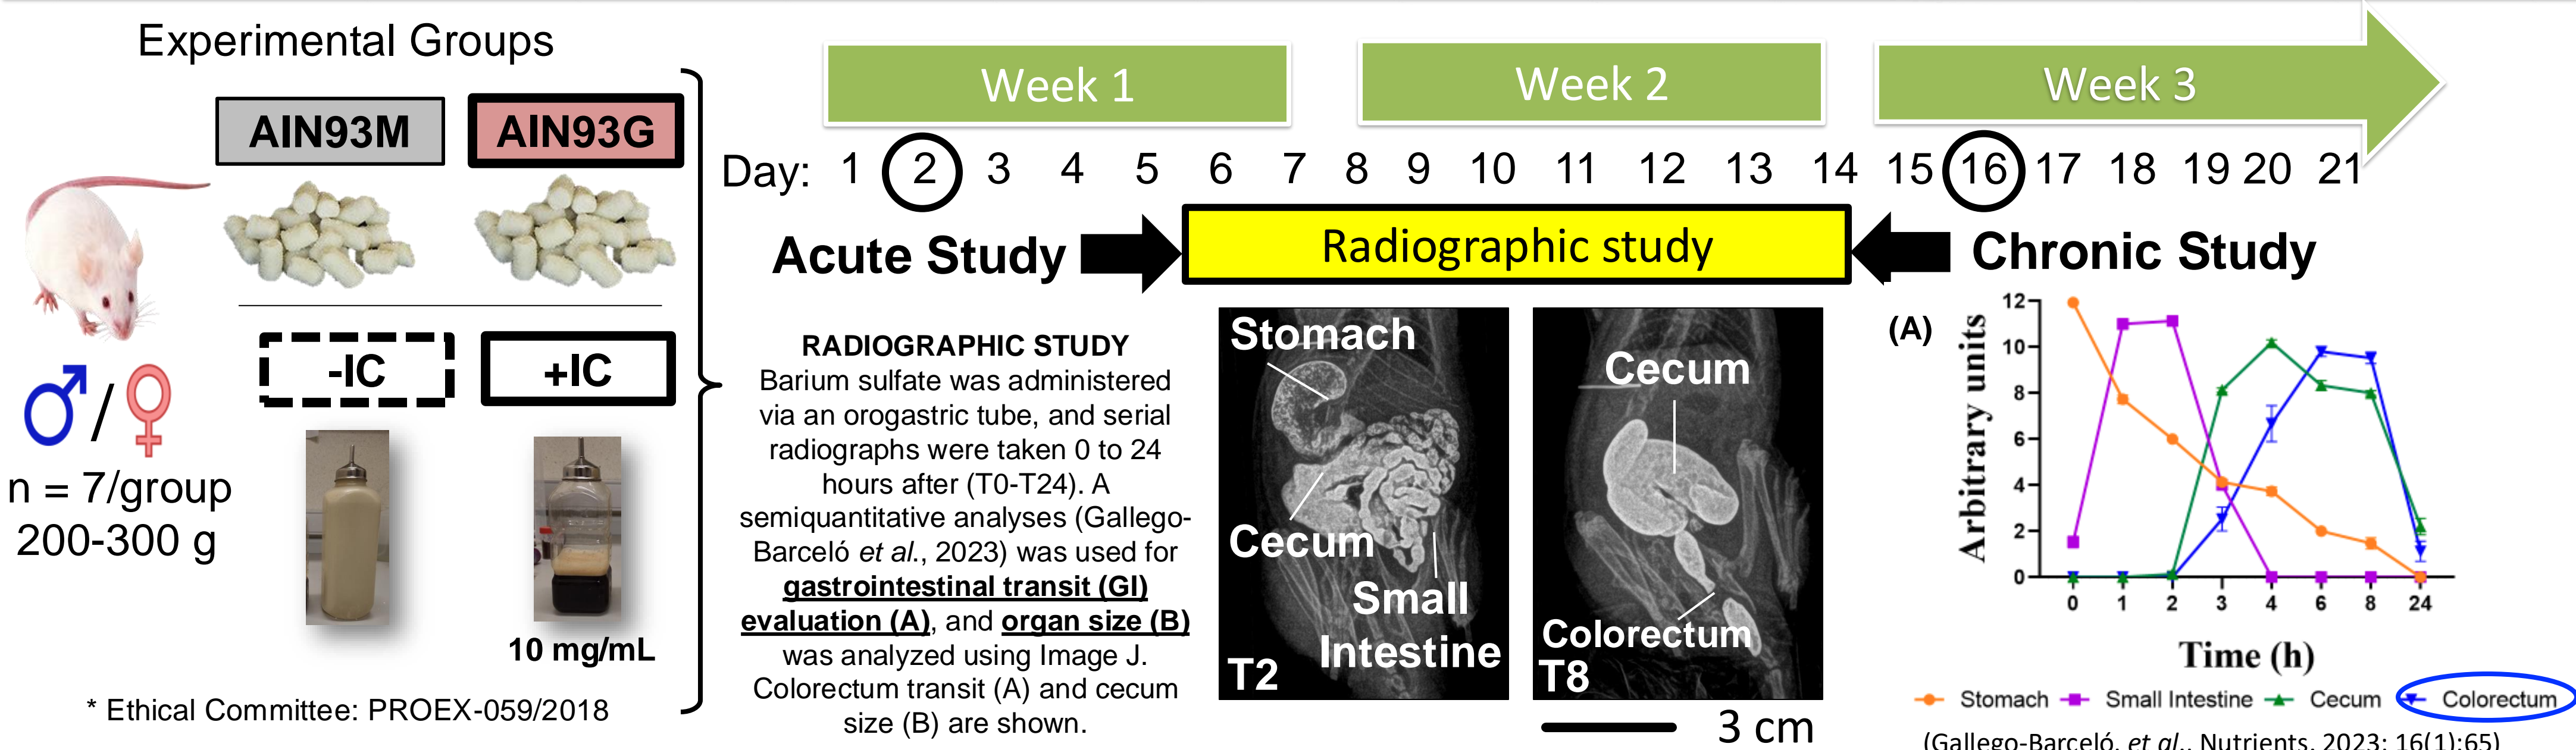 Experimental Groups
AIN93M
AIN93G
-IC
+IC
n = 7/group
200-300 g
10 mg/mL
* Ethical Committee: PROEX-059/2018
Week 1
Week 2
Week 3
Day: 1 2 3 4 5 6 7 8 9 10 11 12 13 14 15 16 17 18 19 20 21
Acute Study
Radiographic study
Chronic Study
RADIOGRAPHIC STUDY
Barium sulfate was administered
via an orogastric tube, and serial
radiographs were taken 0 to 24
hours after (T0-T24). A
semiquantitative analyses (Gallego-
Barceló et al., 2023) was used for
gastrointestinal transit (GI)
evaluation (A), and organ size (B)
was analyzed using Image J.
Colorectum transit (A) and cecum
size (B) are shown.
Stomach
Cecum
Small
Intestine
T2
Cecum
Colorectum
T8
3 cm
(A)
Arbitrary units
12
10
8
6
4
2
0
0 1 2 3 4 6 8 24
Time (h)
Stomach Small Intestine Cecum Colorectum
(Gallego-Barceló, et al., Nutrients, 2023; 16(1):65)